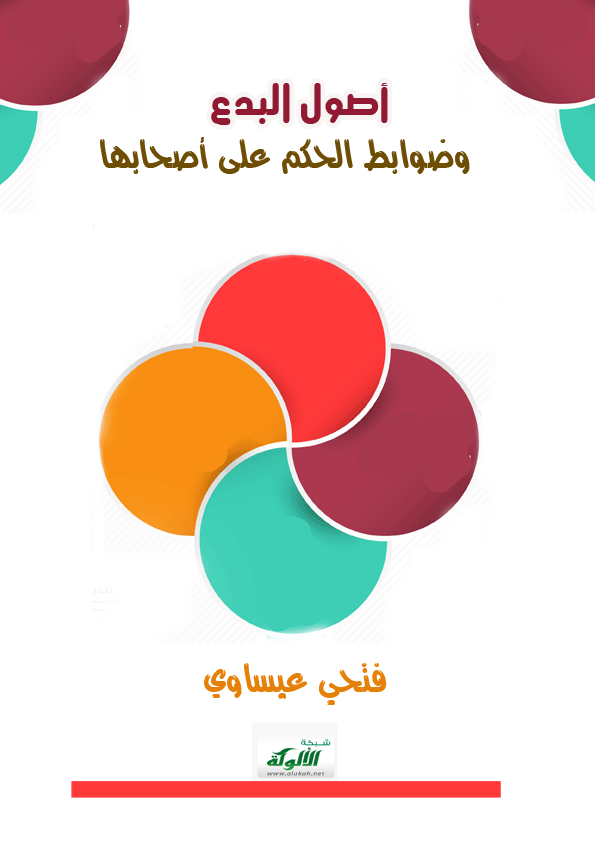 أصول البدع
وضوابط الحكم على أصحابها
فتحي عيساوي
شبكة
الألوكة
www.alukah.net